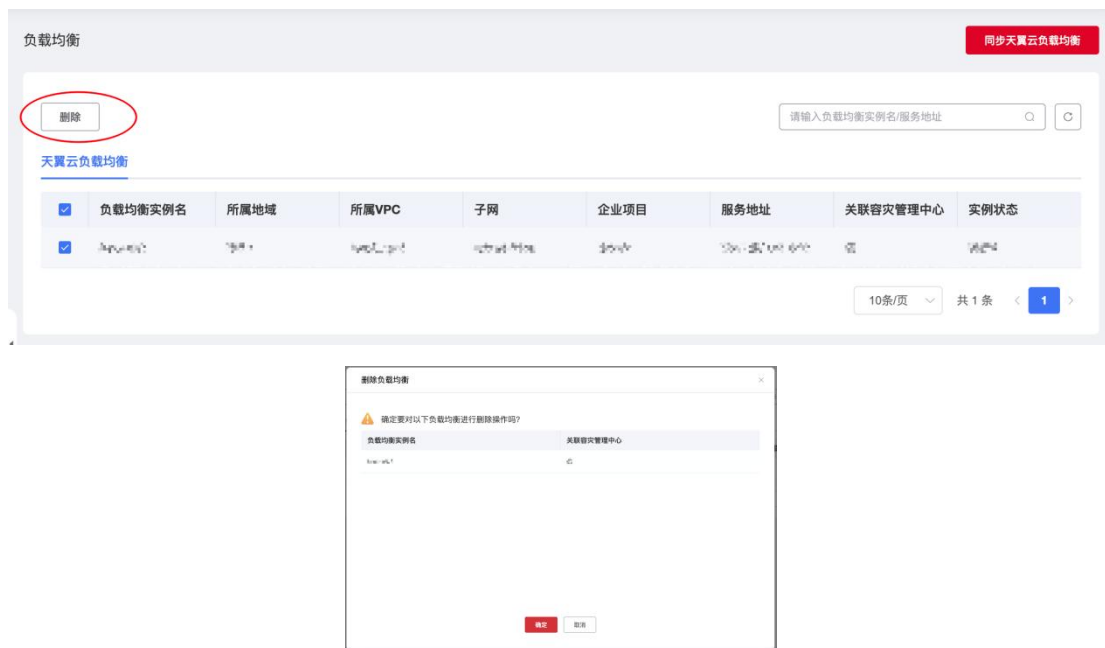 负载均衡
同步天翼云负载均衡
删除
请输入负载均衡实例名/服务地址
天翼云负载均衡
负载均衡实例名 所属地域 所属VPC 子网 企业项目 服务地址 关联容灾管理中心 实例状态
10条/页 共 1 条 1
删除负载均衡
确定要对以下负载均衡进行删除操作吗?
负载均衡实例名 关联容灾管理中心
确定 取消